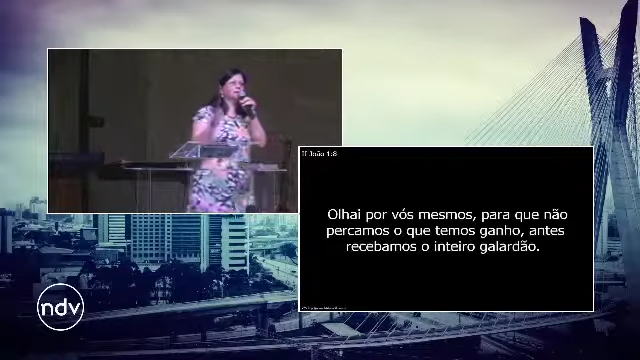 II João 1:8
Olhai por vós mesmos, para que não
percamos o que temos ganho, antes
recebamos o inteiro galardão.
ndv